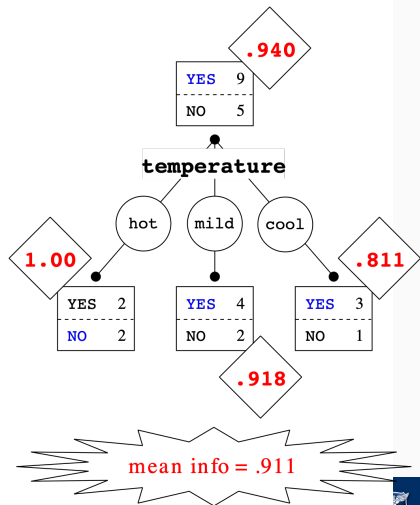 .940
YES 9
NO 5
temperature
hot mild cool
1.00
.811
YES 2
NO 2
YES 4
NO 2
YES 3
NO 1
.918
mean info = .911